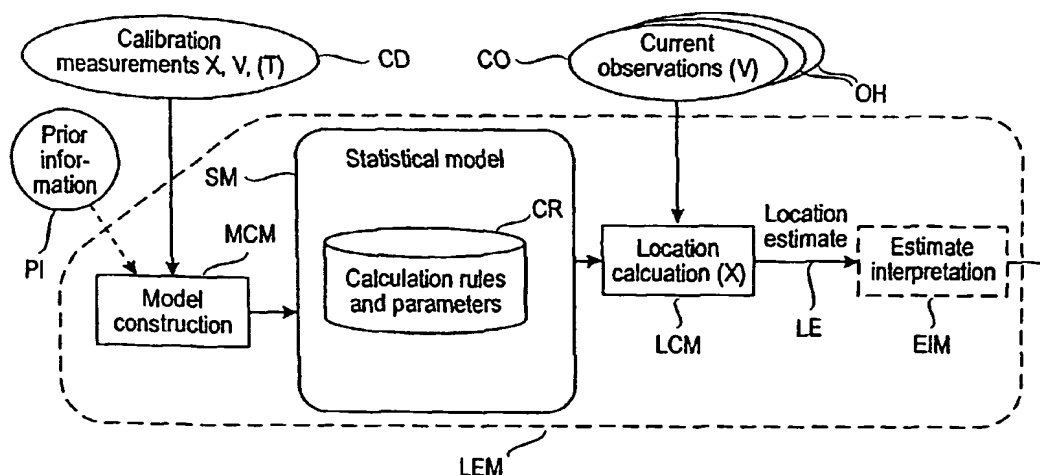 Calibration
measurements X, V, (T)
CD
CO
Current
observations (V)
OH
Prior
infor-
mation
PI
SM
Statistical model
CR
Calculation rules
and parameters
MCM
Model
construction
Location
calcuation (X)
LCM
Location
estimate
LE
Estimate
interpretation
EIM
LEM